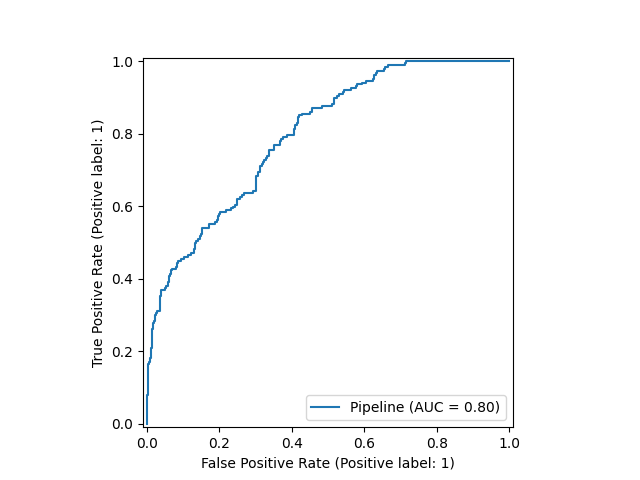 1.0
0.8
0.6
0.4
0.2
0.0
True Positive Rate (Positive label: 1)
Pipeline (AUC = 0.80)
0.0 0.2 0.4 0.6 0.8 1.0
False Positive Rate (Positive label: 1)